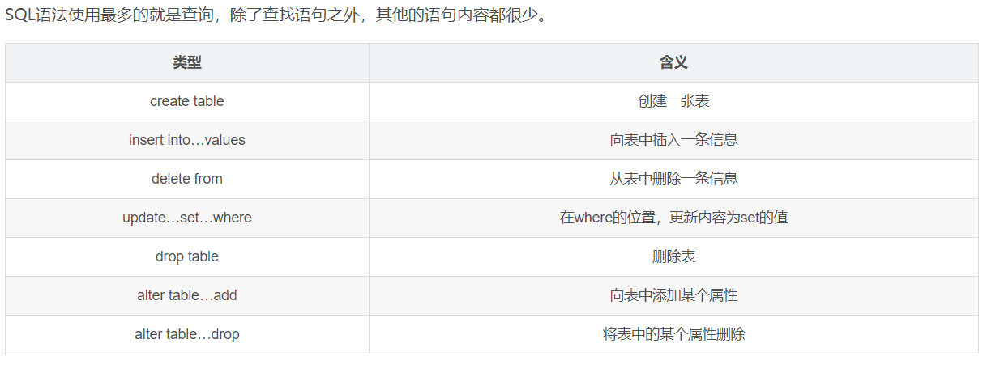 SQL语法使用最多的就是查询，除了查找语句之外，其他的语句内容都很少。
类型 含义
create table 创建一张表
insert into…values 向表中插入一条信息
delete from 从表中删除一条信息
update…set…where 在where的位置，更新内容为set的值
drop table 删除表
alter table…add 向表中添加某个属性
alter table…drop 将表中的某个属性删除